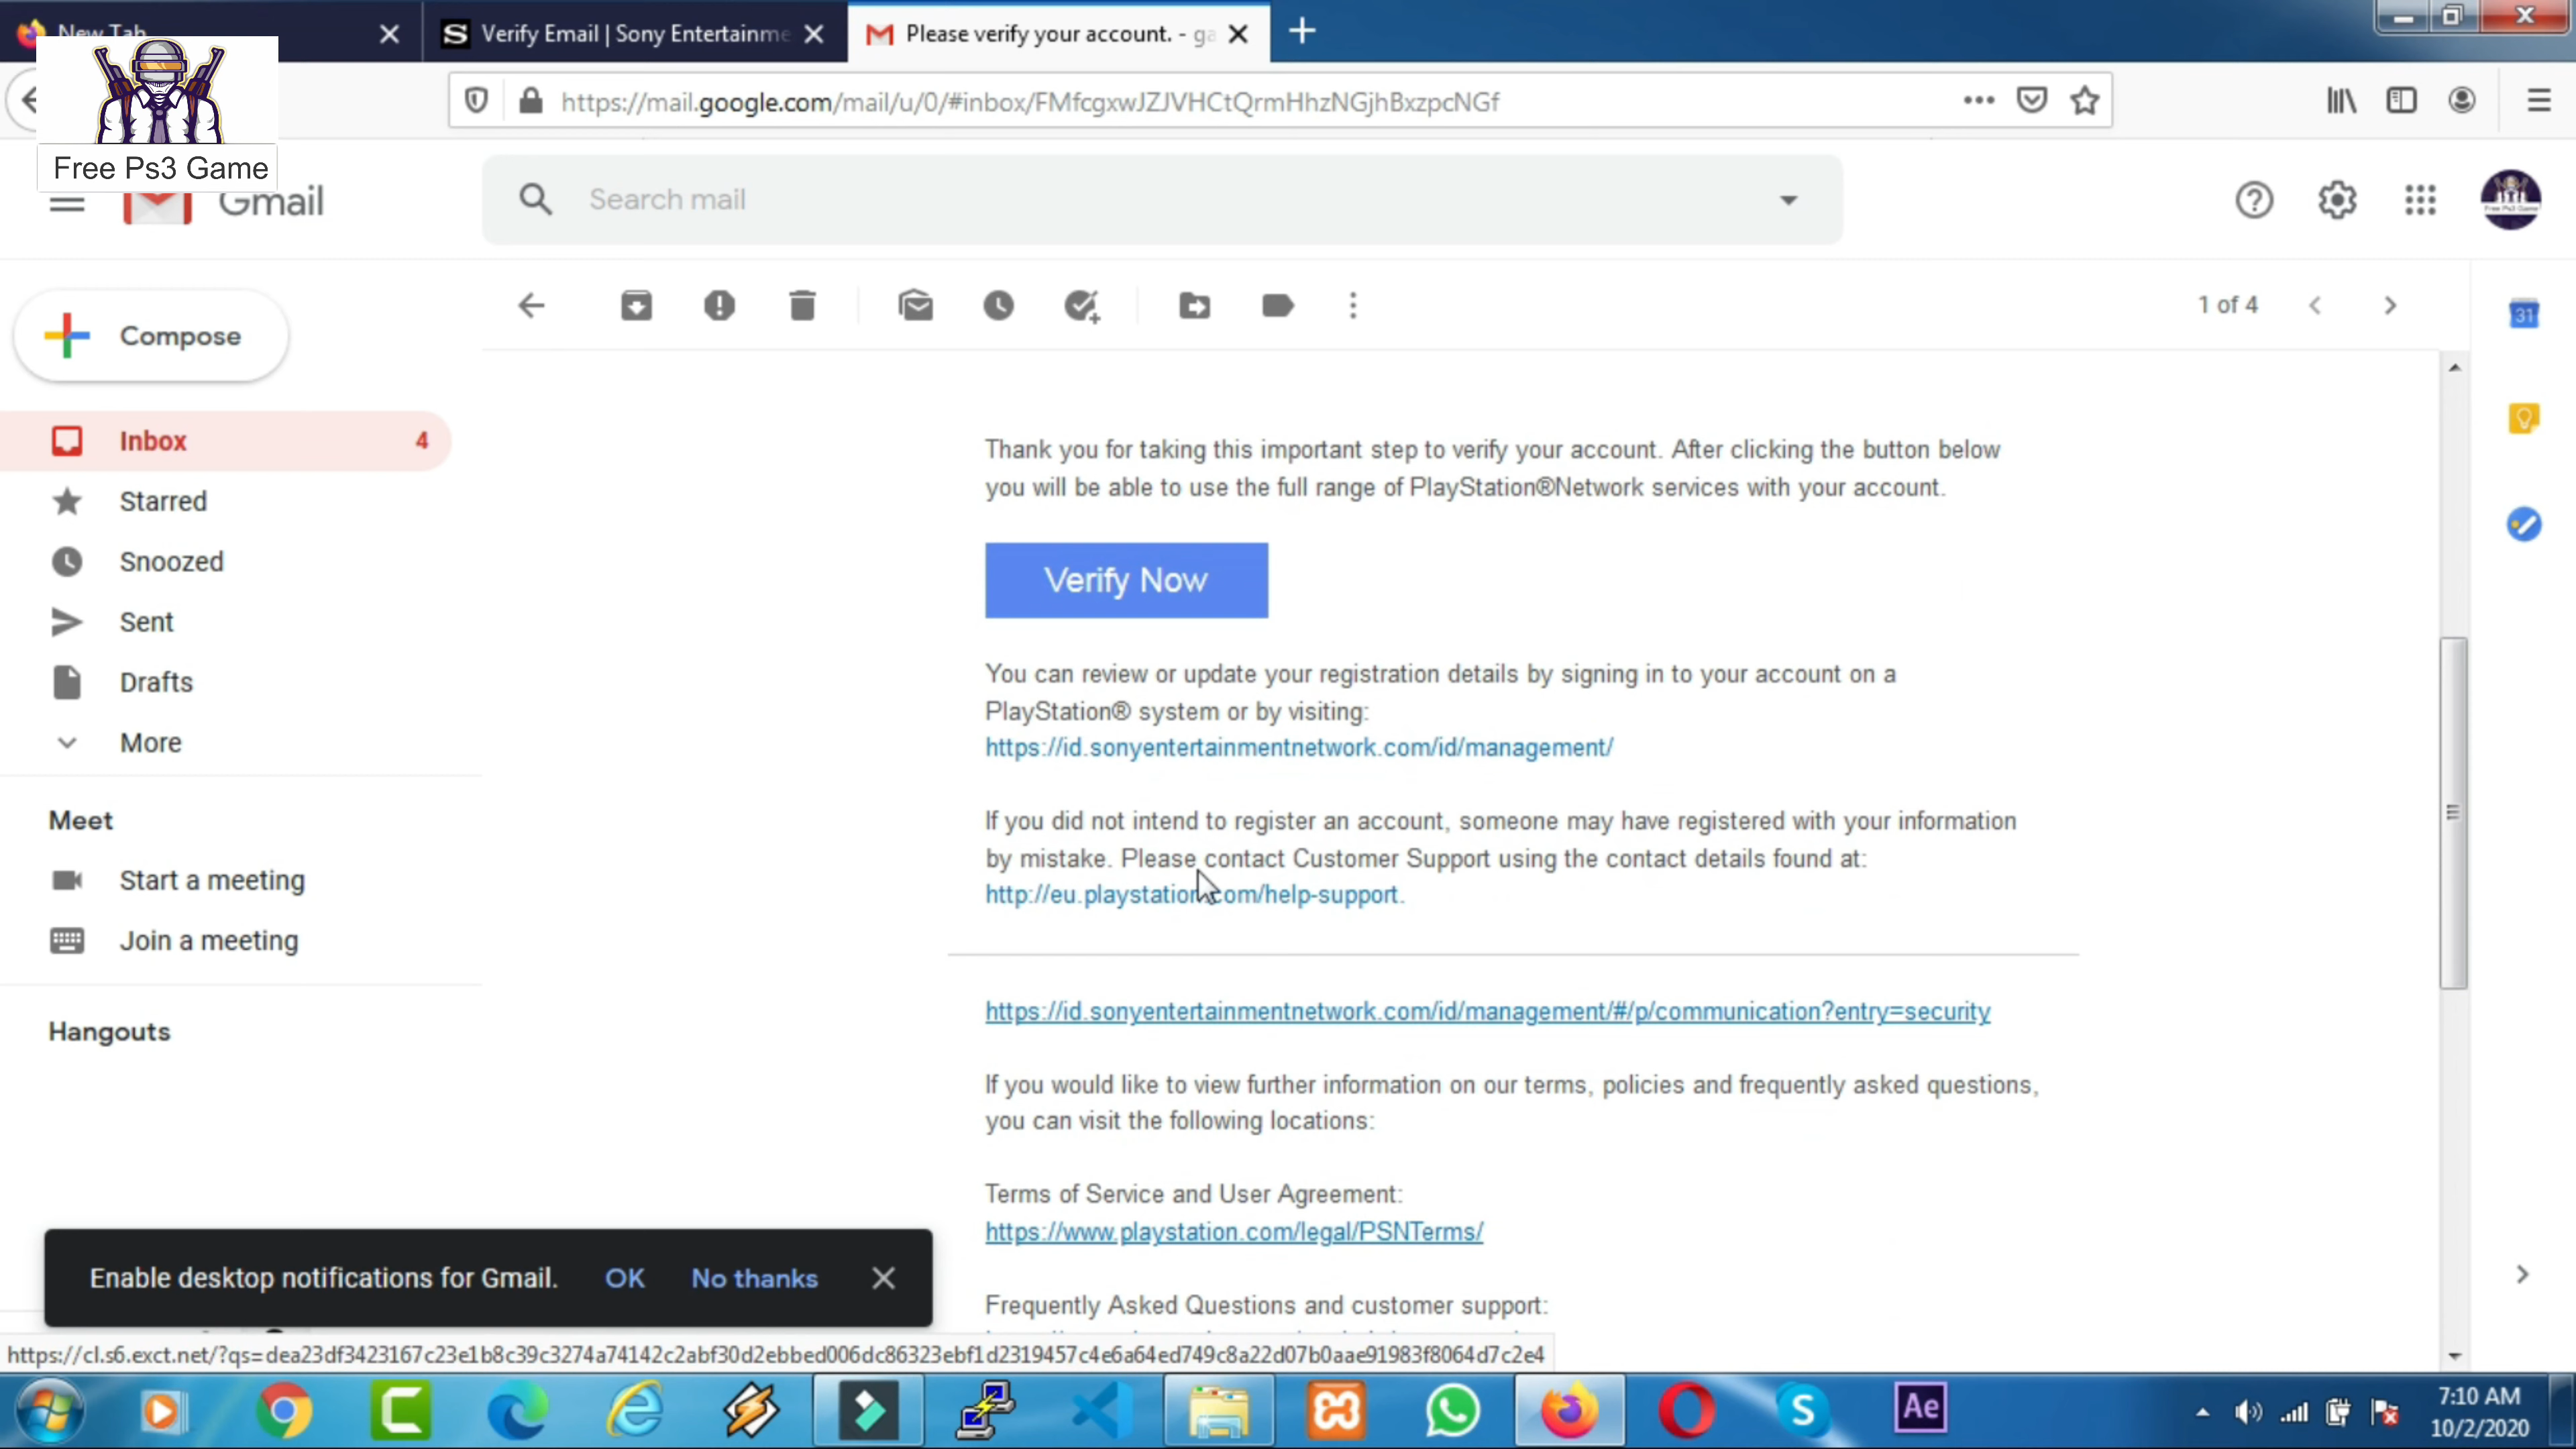 New Tab
Verify Email | Sony Entertainme
Please verify your account. - ga
https://mail.google.com/mail/u/0/#inbox/FMfcgxwJZJVHCtQrmHhzNGjhBxzpcNGf
Free Ps3 Game
Gmail
Search mail
Free Ps3 Game
Compose
1 of 4
31
Inbox 4
Starred
Snoozed
Sent
Drafts
More
Meet
Start a meeting
Join a meeting
Hangouts
Thank you for taking this important step to verify your account. After clicking the button below
you will be able to use the full range of PlayStation®Network services with your account.
Verify Now
You can review or update your registration details by signing in to your account on a
PlayStation® system or by visiting:
https://id.sonyentertainmentnetwork.com/id/management/
If you did not intend to register an account, someone may have registered with your information
by mistake. Please contact Customer Support using the contact details found at:
http://eu.playstation.com/help-support.
https://id.sonyentertainmentnetwork.com/id/management/#/p/communication?entry=security
If you would like to view further information on our terms, policies and frequently asked questions,
you can visit the following locations:
Terms of Service and User Agreement:
https://www.playstation.com/legal/PSNTerms/
Frequently Asked Questions and customer support:
Enable desktop notifications for Gmail. OK No thanks
https://cl.s6.exct.net/?qs=dea23df3423167c23e1b8c39c3274a74142c2abf30d2ebbed006dc86323ebf1d2319457c4e6a64ed749c8a22d07b0aae91983f8064d7c2e4
Ae
7:10 AM
10/2/2020